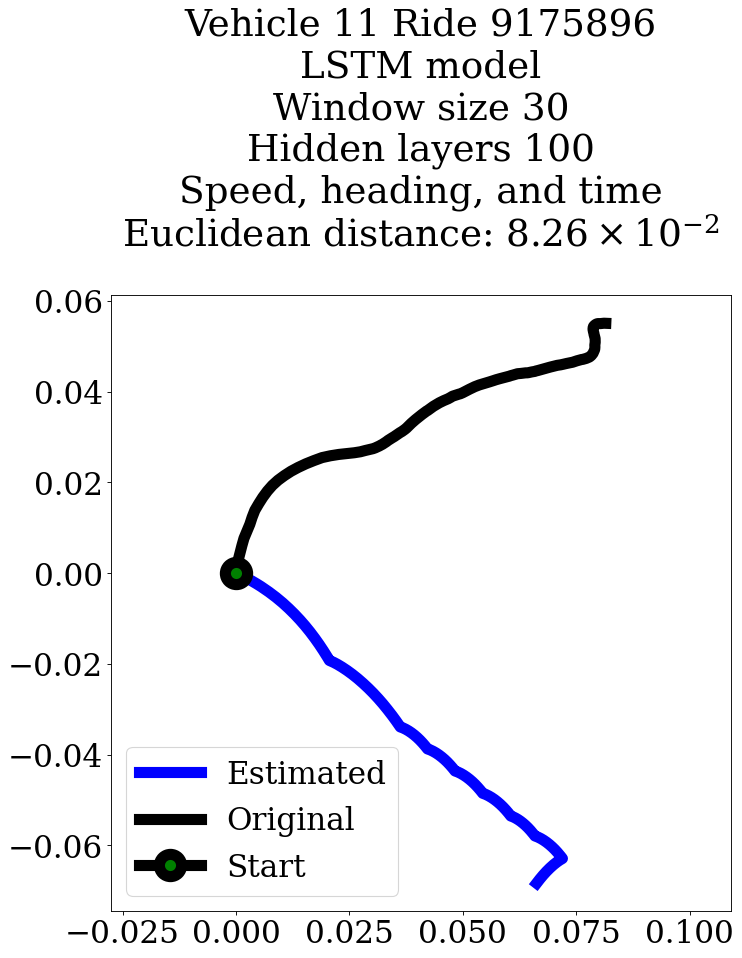 Vehicle 11 Ride 9175896
LSTM model
Window size 30
Hidden layers 100
Speed, heading, and time
Euclidean distance: 8.26 × 10⁻²
0.06
0.04
0.02
0.00
−0.02
−0.04
−0.06
Estimated
Original
Start
−0.025 0.000 0.025 0.050 0.075 0.100